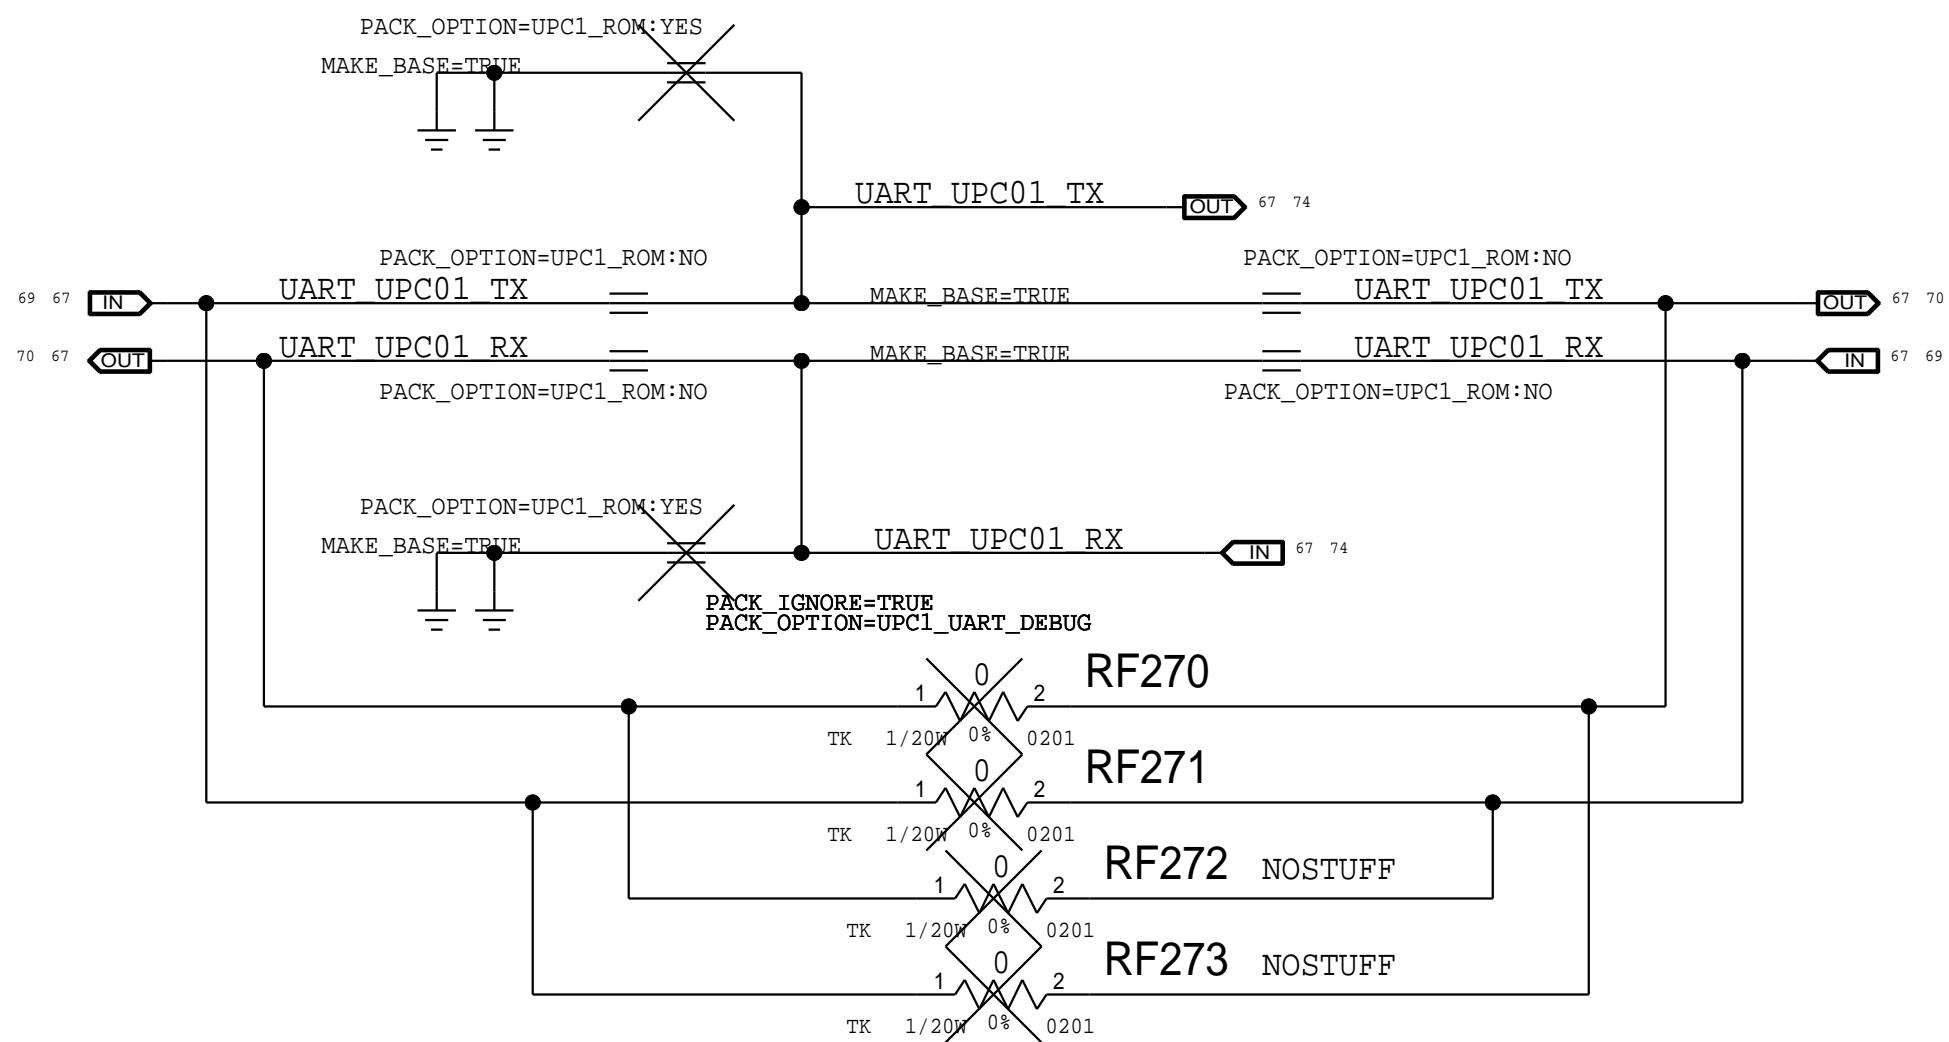 PACK_OPTION=UPC1_ROM:YES
MAKE_BASE=TRUE
UART_UPC01_TX OUT 67 74
PACK_OPTION=UPC1_ROM:NO PACK_OPTION=UPC1_ROM:NO
69 67 IN UART_UPC01_TX MAKE_BASE=TRUE UART_UPC01_TX OUT 67 70
70 67 OUT UART_UPC01_RX MAKE_BASE=TRUE UART_UPC01_RX IN 67 69
PACK_OPTION=UPC1_ROM:NO PACK_OPTION=UPC1_ROM:NO
PACK_OPTION=UPC1_ROM:YES
MAKE_BASE=TRUE UART_UPC01_RX IN 67 74
PACK_IGNORE=TRUE
PACK_OPTION=UPC1_UART_DEBUG
0 RF270
1 2
TK 1/20W 0% 0201
0 RF271
1 2
TK 1/20W 0% 0201
0 RF272 NOSTUFF
1 2
TK 1/20W 0% 0201
0 RF273 NOSTUFF
1 2
TK 1/20W 0% 0201